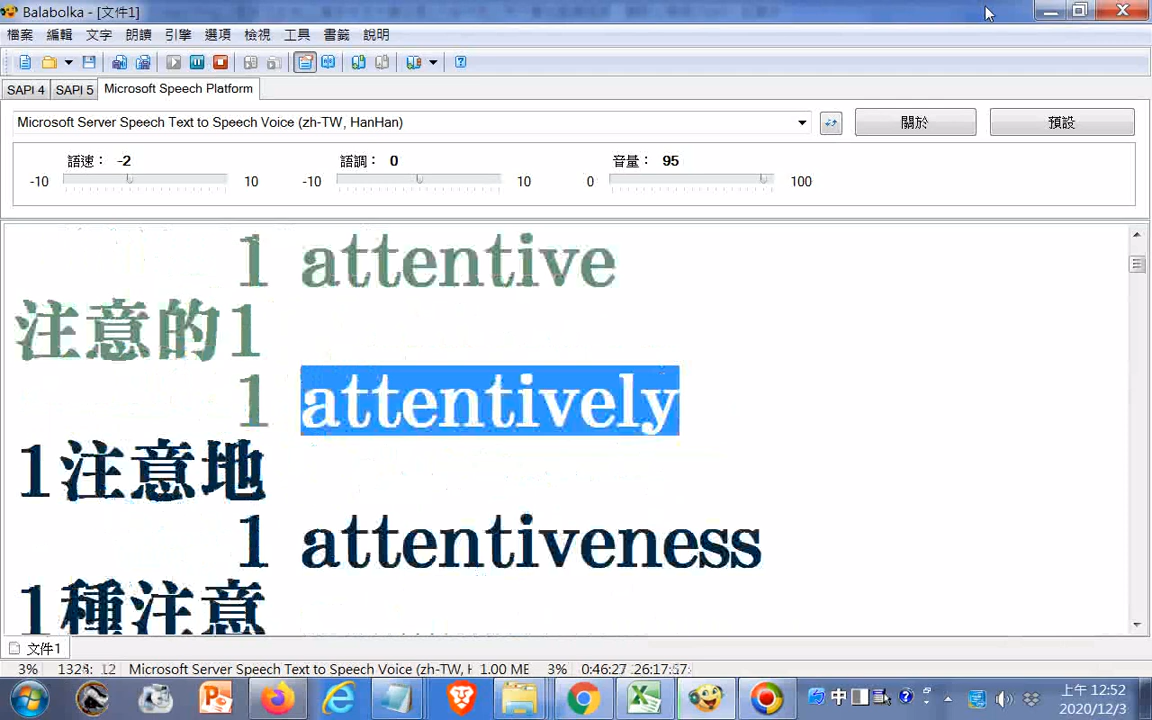 Balabolka - [文件1]
檔案 編輯 文字 朗讀 引擎 選項 檢視 工具 書籤 說明
SAPI 4 SAPI 5 Microsoft Speech Platform
Microsoft Server Speech Text to Speech Voice (zh-TW, HanHan) 關於 預設
語速： -2 語調： 0 音量： 95
-10 10 -10 10 0 100
1 attentive
注意的1
1 attentively
1注意地
1 attentiveness
1種注意
文件1
3% Microsoft Server Speech Text to Speech Voice (zh-TW, 1.00 ME 3% 0:46:27 26:17:57
中 上午 12:52
2020/12/3